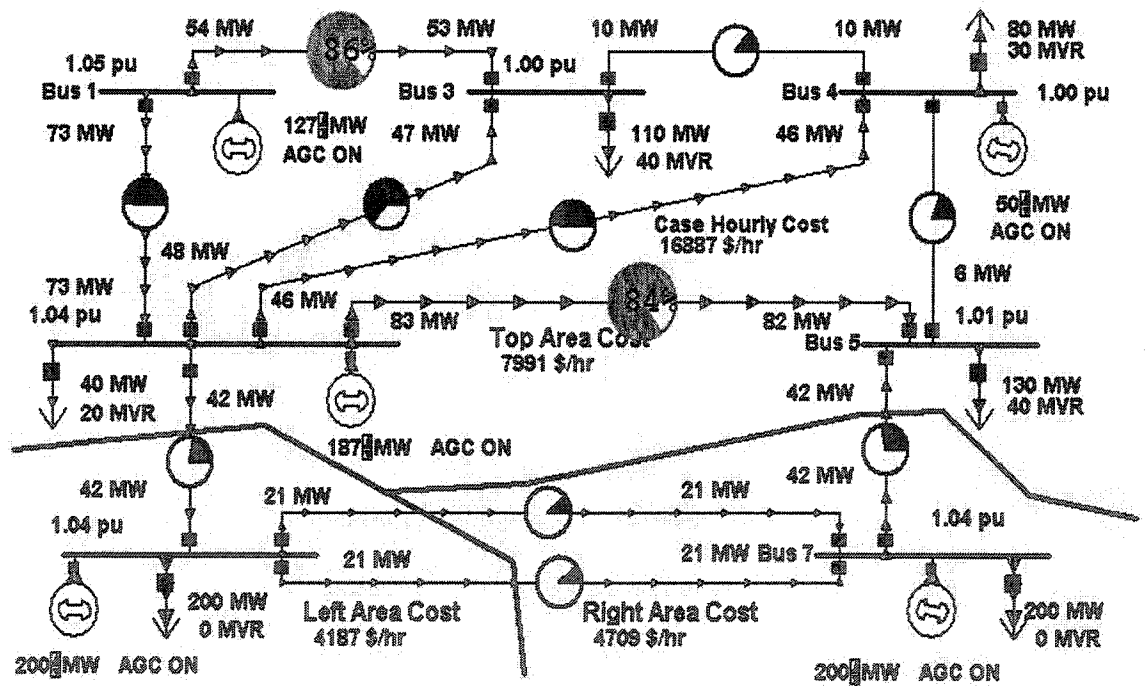 54 MW
86%
53 MW
10 MW
10 MW
80 MW
30 MVR
1.05 pu
1.00 pu
Bus 1
Bus 3
Bus 4
1.00 pu
73 MW
127 MW
AGC ON
47 MW
110 MW
40 MVR
46 MW
50 MW
AGC ON
Case Hourly Cost
16887 $/hr
48 MW
6 MW
73 MW
46 MW
83 MW
84%
82 MW
1.04 pu
1.01 pu
Top Area Cost
7991 $/hr
Bus 5
40 MW
20 MVR
42 MW
42 MW
130 MW
40 MVR
187 MW AGC ON
42 MW
21 MW
21 MW
42 MW
1.04 pu
1.04 pu
21 MW
21 MW Bus 7
200 MW
0 MVR
Left Area Cost
4187 $/hr
Right Area Cost
4709 $/hr
200 MW
0 MVR
200 MW AGC ON
200 MW AGC ON